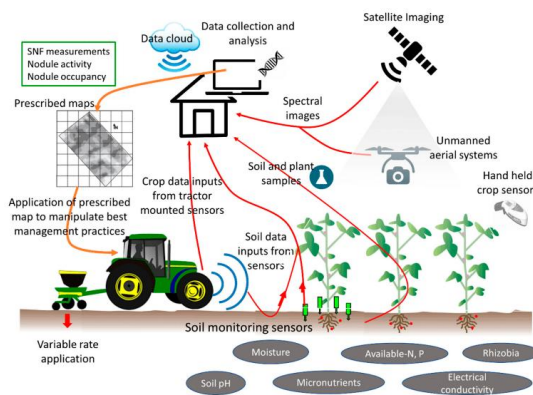 Data cloud
Data collection and
analysis
Satellite Imaging
SNF measurements
Nodule activity
Nodule occupancy
Prescribed maps
Spectral
images
Unmanned
aerial systems
Hand held
crop sensor
Soil and plant
samples
Crop data inputs
from tractor
mounted sensors
Application of prescribed
map to manipulate best
management practices
Soil data
inputs from
sensors
Soil monitoring sensors
Variable rate
application
Moisture
Available-N, P
Rhizobia
Soil pH
Micronutrients
Electrical
conductivity